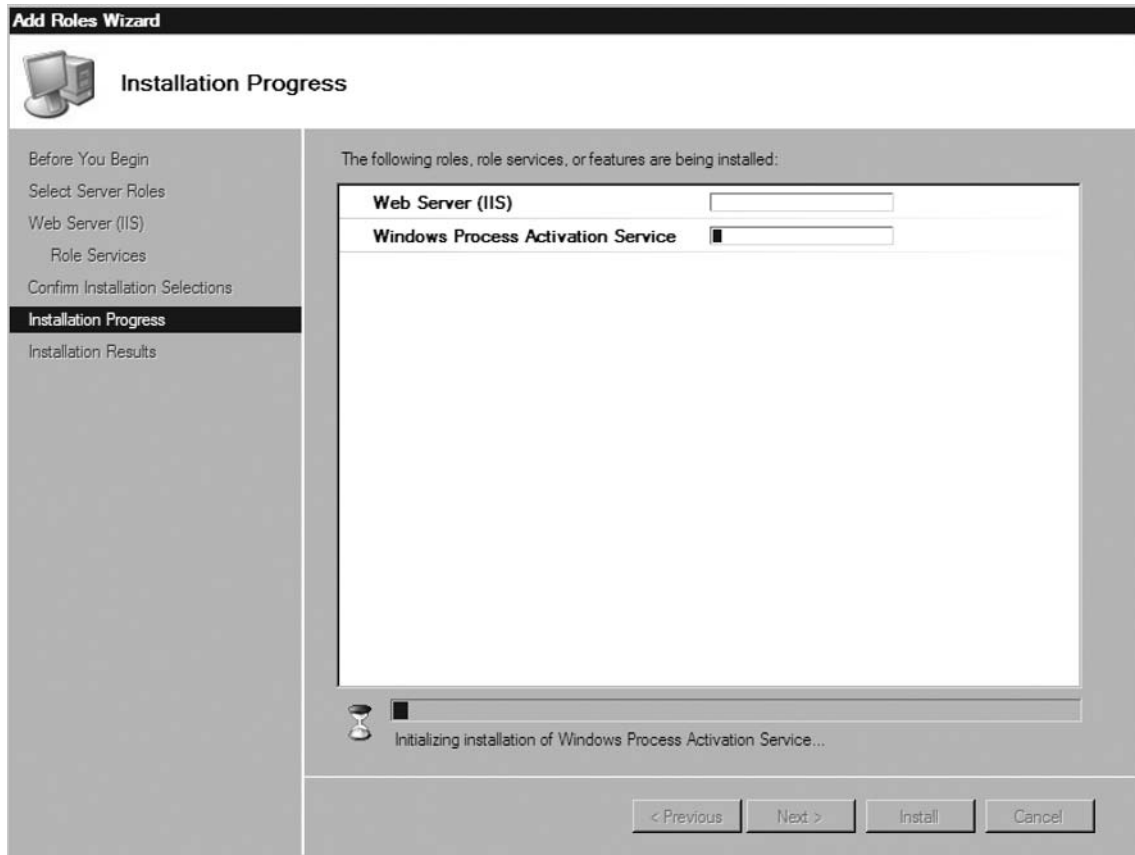 Add Roles Wizard
Installation Progress
Before You Begin
Select Server Roles
Web Server (IIS)
Role Services
Confirm Installation Selections
Installation Progress
Installation Results
The following roles, role services, or features are being installed:
Web Server (IIS)
Windows Process Activation Service
Initializing installation of Windows Process Activation Service...
< Previous
Next >
Install
Cancel